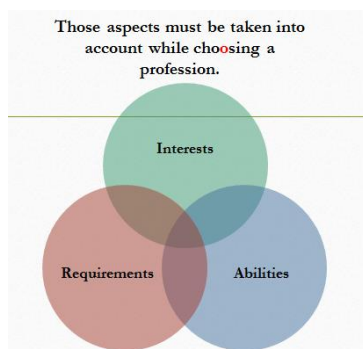 Those aspects must be taken into
account while choosing a
profession.
Interests
Requirements
Abilities